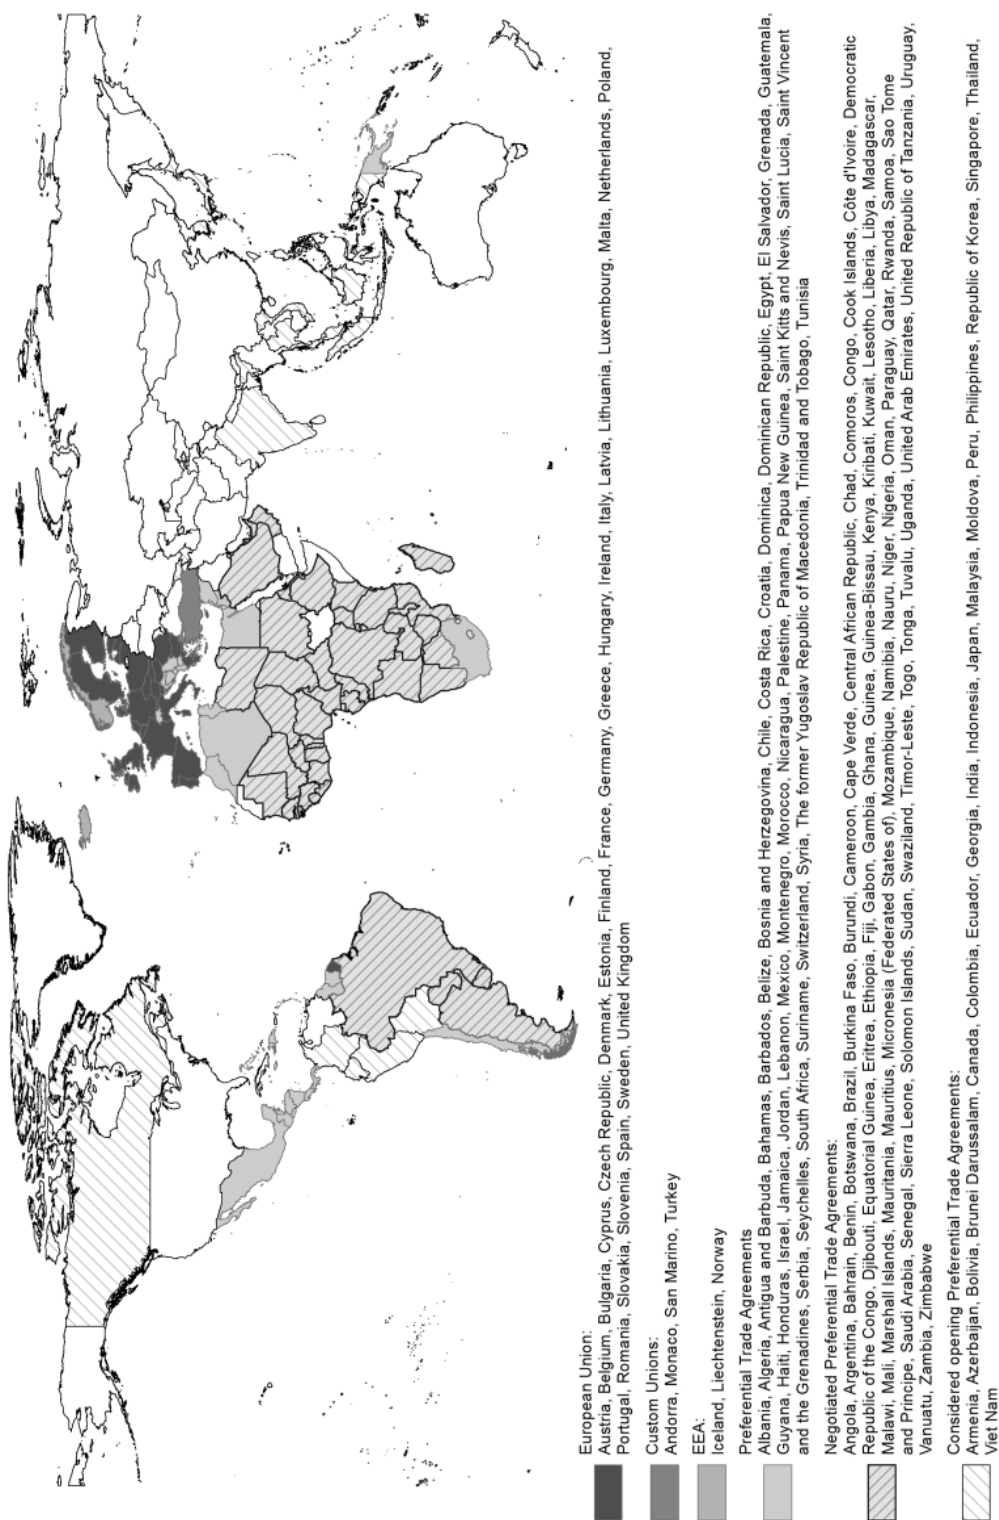 European Union:
Austria, Belgium, Bulgaria, Cyprus, Czech Republic, Denmark, Estonia, Finland, France, Germany, Greece, Hungary, Ireland, Italy, Latvia, Lithuania, Luxembourg, Malta, Netherlands, Poland,
Portugal, Romania, Slovakia, Slovenia, Spain, Sweden, United Kingdom
Custom Unions:
Andorra, Monaco, San Marino, Turkey
EEA:
Iceland, Liechtenstein, Norway
Preferential Trade Agreements
Albania, Algeria, Antigua and Barbuda, Bahamas, Barbados, Belize, Bosnia and Herzegovina, Chile, Costa Rica, Croatia, Dominica, Dominican Republic, Egypt, El Salvador, Grenada, Guatemala,
Guyana, Haiti, Honduras, Israel, Jamaica, Jordan, Lebanon, Mexico, Montenegro, Morocco, Nicaragua, Palestine, Panama, Papua New Guinea, Saint Kitts and Nevis, Saint Lucia, Saint Vincent
and the Grenadines, Serbia, Seychelles, South Africa, Suriname, Switzerland, Syria, The former Yugoslav Republic of Macedonia, Trinidad and Tobago, Tunisia
Negotiated Preferential Trade Agreements:
Angola, Argentina, Bahrain, Benin, Botswana, Brazil, Burkina Faso, Burundi, Cameroon, Cape Verde, Central African Republic, Chad, Comoros, Congo, Cook Islands, Côte d'Ivoire, Democratic
Republic of the Congo, Djibouti, Equatorial Guinea, Eritrea, Ethiopia, Fiji, Gabon, Gambia, Ghana, Guinea, Guinea-Bissau, Kenya, Kiribati, Kuwait, Lesotho, Liberia, Libya, Madagascar,
Malawi, Mali, Marshall Islands, Mauritania, Mauritius, Micronesia (Federated States of), Mozambique, Namibia, Nauru, Niger, Nigeria, Oman, Paraguay, Qatar, Rwanda, Samoa, Sao Tome
and Principe, Saudi Arabia, Senegal, Sierra Leone, Solomon Islands, Sudan, Swaziland, Timor-Leste, Togo, Tonga, Tuvalu, Uganda, United Arab Emirates, United Republic of Tanzania, Uruguay,
Vanuatu, Zambia, Zimbabwe
Considered opening Preferential Trade Agreements:
Armenia, Azerbaijan, Bolivia, Brunei Darussalam, Canada, Colombia, Ecuador, Georgia, India, Indonesia, Japan, Malaysia, Moldova, Peru, Philippines, Republic of Korea, Singapore, Thailand,
Viet Nam